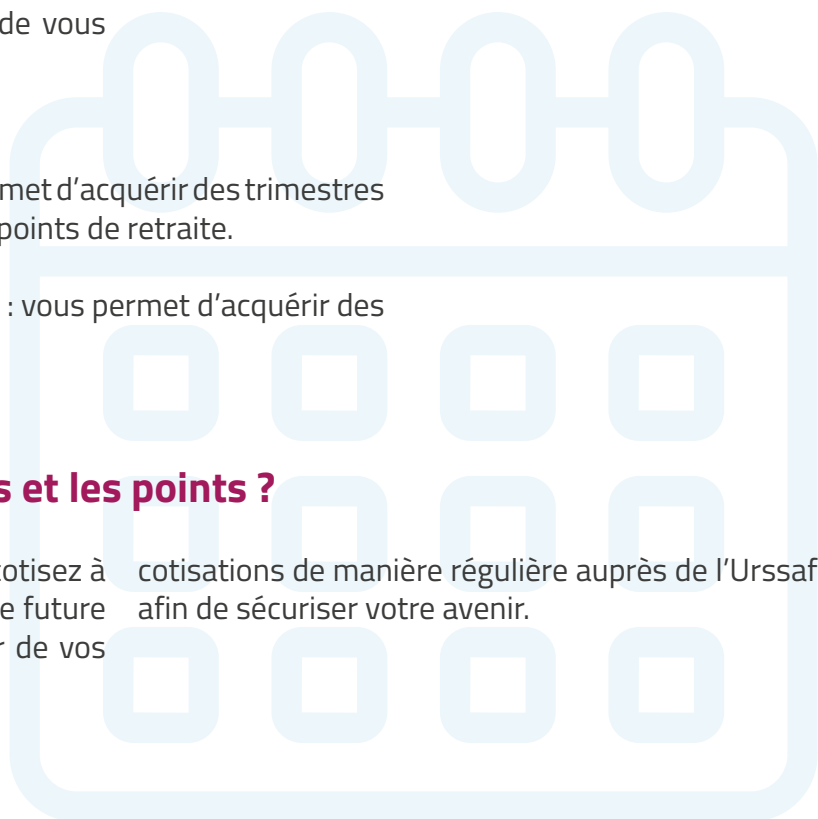 de vous
met d'acquérir des trimestres
points de retraite.
: vous permet d'acquérir des
s et les points ?
cotisez à
e future
r de vos
cotisations de manière régulière auprès de l'Urssaf
afin de sécuriser votre avenir.